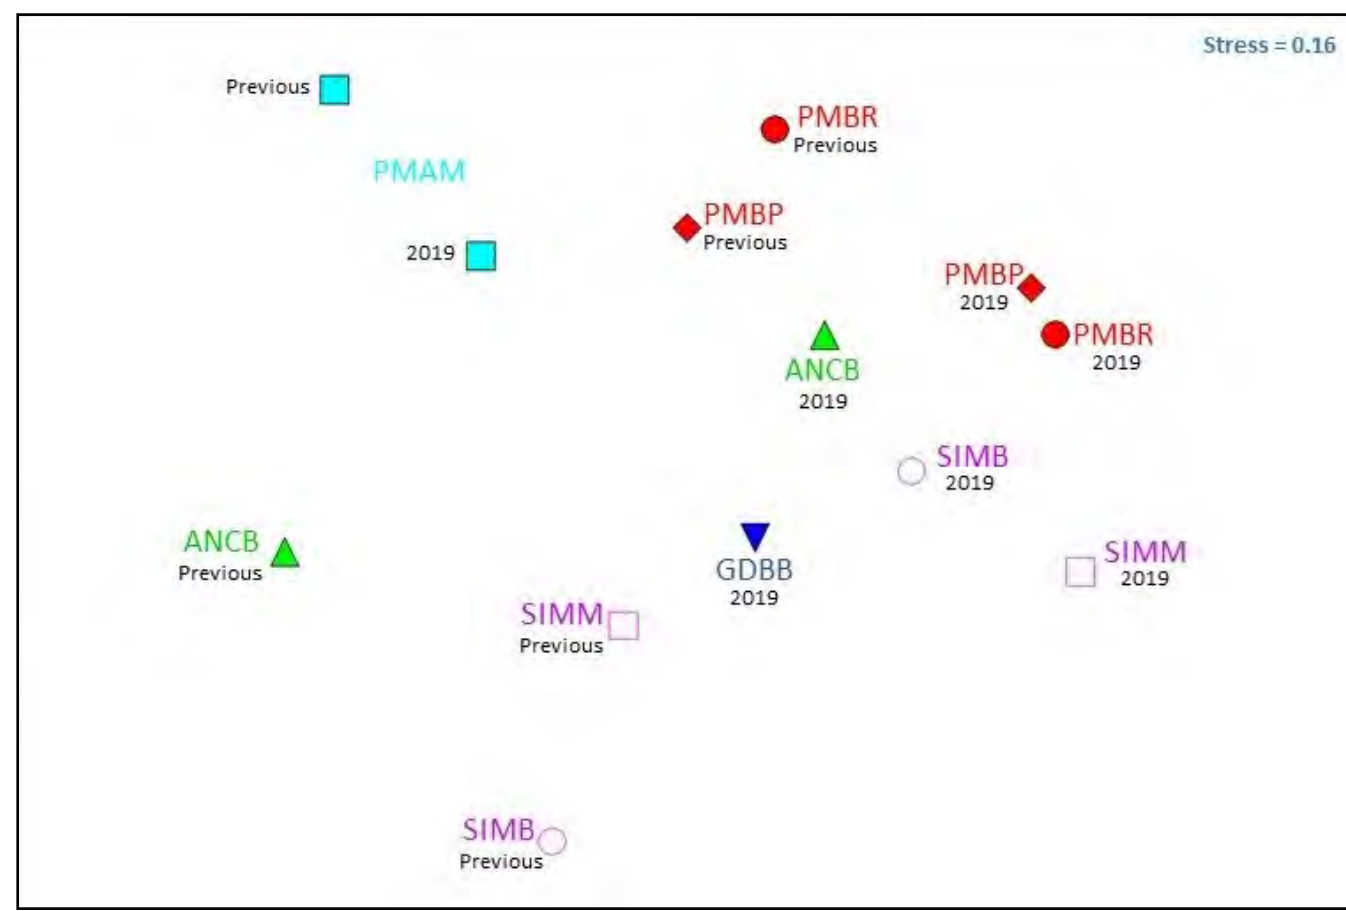 Stress = 0.16
Previous
PMBR
Previous
PMAM
PMBP
Previous
2019
PMBP
2019
PMBR
2019
ANCB
2019
SIMB
2019
ANCB
Previous
GDBB
2019
SIMM
2019
SIMM
Previous
SIMB
Previous